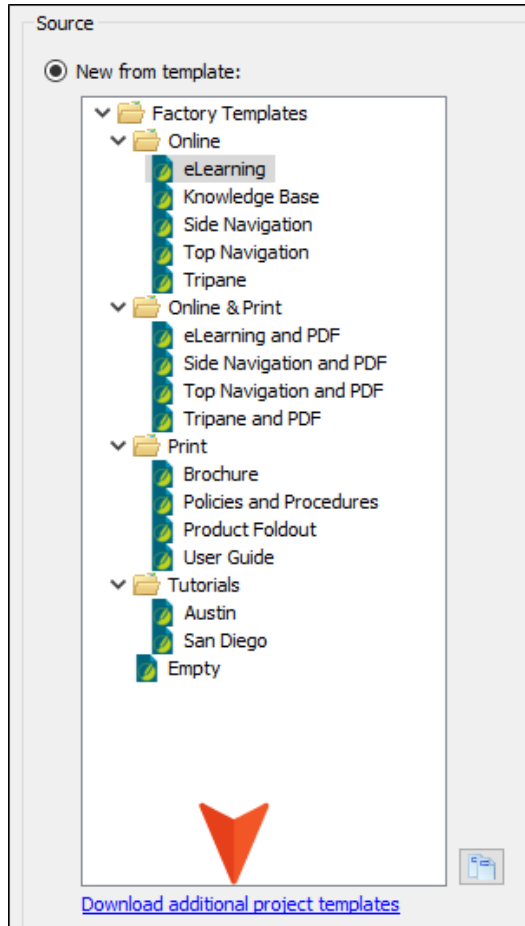 Source
New from template:
Factory Templates
Online
eLearning
Knowledge Base
Side Navigation
Top Navigation
Tripane
Online & Print
eLearning and PDF
Side Navigation and PDF
Top Navigation and PDF
Tripane and PDF
Print
Brochure
Policies and Procedures
Product Foldout
User Guide
Tutorials
Austin
San Diego
Empty
Download additional project templates